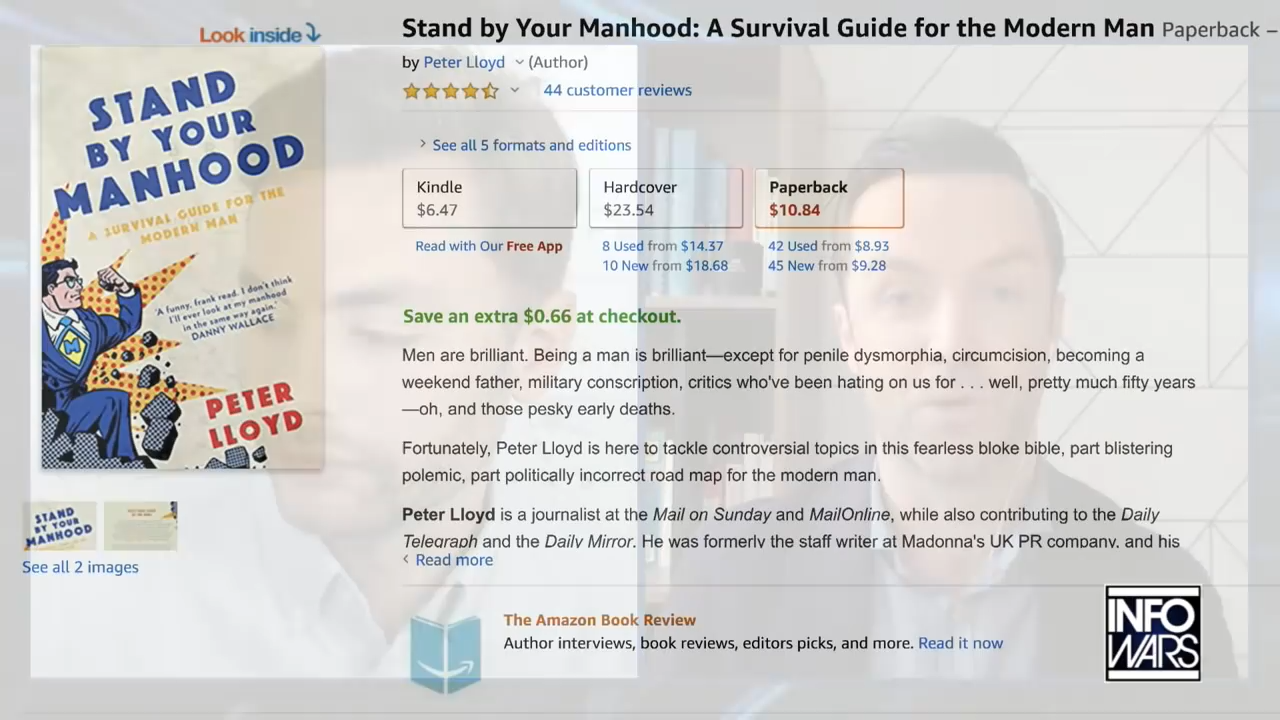 Look inside
STAND
BY YOUR
MANHOOD
A SURVIVAL GUIDE FOR THE
MODERN MAN
'A funny, frank read. I don't think
I'll ever look at my manhood
in the same way again.'
DANNY WALLACE
PETER
LLOYD
STAND
BY YOUR
MANHOOD
See all 2 images
Stand by Your Manhood: A Survival Guide for the Modern Man Paperback –
by Peter Lloyd (Author)
44 customer reviews
See all 5 formats and editions
Kindle
$6.47
Read with Our Free App
Hardcover
$23.54
8 Used from $14.37
10 New from $18.68
Paperback
$10.84
42 Used from $8.93
45 New from $9.28
Save an extra $0.66 at checkout.
Men are brilliant. Being a man is brilliant—except for penile dysmorphia, circumcision, becoming a
weekend father, military conscription, critics who've been hating on us for . . . well, pretty much fifty years
—oh, and those pesky early deaths.
Fortunately, Peter Lloyd is here to tackle controversial topics in this fearless bloke bible, part blistering
polemic, part politically incorrect road map for the modern man.
Peter Lloyd is a journalist at the Mail on Sunday and MailOnline, while also contributing to the Daily
Telegraph and the Daily Mirror. He was formerly the staff writer at Madonna's UK PR company, and his
Read more
The Amazon Book Review
Author interviews, book reviews, editors picks, and more. Read it now
INFO
WARS